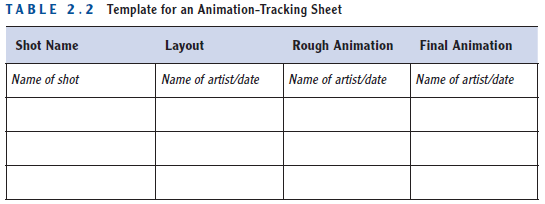 TABLE 2.2 Template for an Animation-Tracking Sheet
Shot Name Layout Rough Animation Final Animation
Name of shot Name of artist/date Name of artist/date Name of artist/date